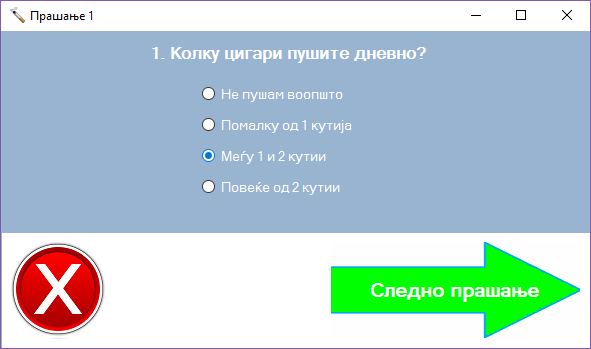 Прашање 1
1. Колку цигари пушите дневно?
Не пушам воопшто
Помалку од 1 кутија
Меѓу 1 и 2 кутии
Повеќе од 2 кутии
X
Следно прашање